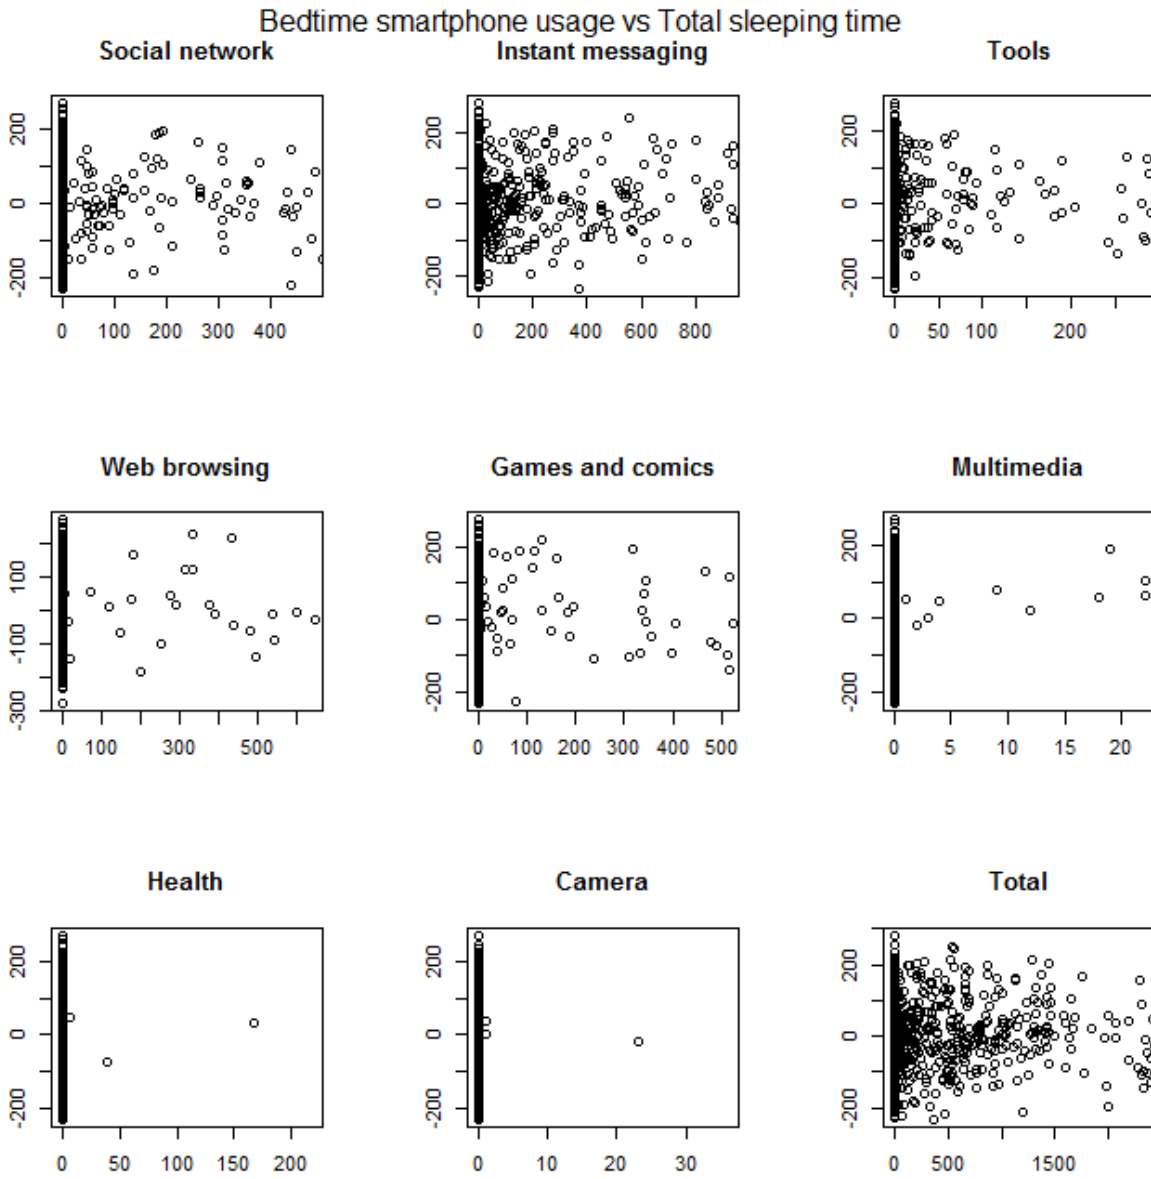 Bedtime smartphone usage vs Total sleeping time
Social network Instant messaging Tools
-200 0 200 -200 0 200 -200 0 200
0 100 200 300 400 0 200 400 600 800 0 50 100 200
Web browsing Games and comics Multimedia
-300 -100 100 -200 0 200 -200 0 200
0 100 300 500 0 100 200 300 400 500 0 5 10 15 20
Health Camera Total
-200 0 200 -200 0 200 -200 0 200
0 50 100 150 200 0 10 20 30 0 500 1500